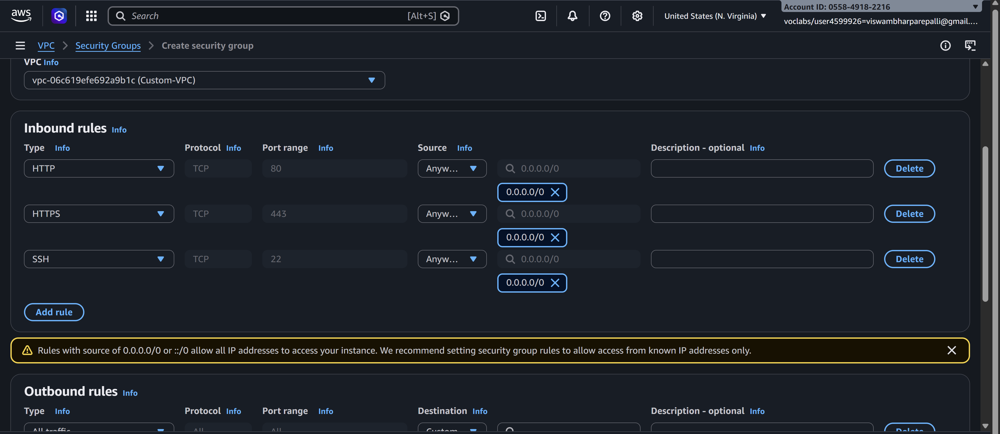 aws
Search [Alt+S]
United States (N. Virginia)
Account ID: 0558-4918-2216
voclabs/user4599926=viswambharparepalli@gmail....
VPC Security Groups Create security group
VPC Info
vpc-06c619efe692a9b1c (Custom-VPC)
Inbound rules Info
Type Info Protocol Info Port range Info Source Info Description - optional Info
HTTP TCP 80 Anyw... 0.0.0.0/0 Delete
0.0.0.0/0
HTTPS TCP 443 Anyw... 0.0.0.0/0 Delete
0.0.0.0/0
SSH TCP 22 Anyw... 0.0.0.0/0 Delete
0.0.0.0/0
Add rule
Rules with source of 0.0.0.0/0 or ::/0 allow all IP addresses to access your instance. We recommend setting security group rules to allow access from known IP addresses only.
Outbound rules Info
Type Info Protocol Info Port range Info Destination Info Description - optional Info
All traffic All All Custom Delete